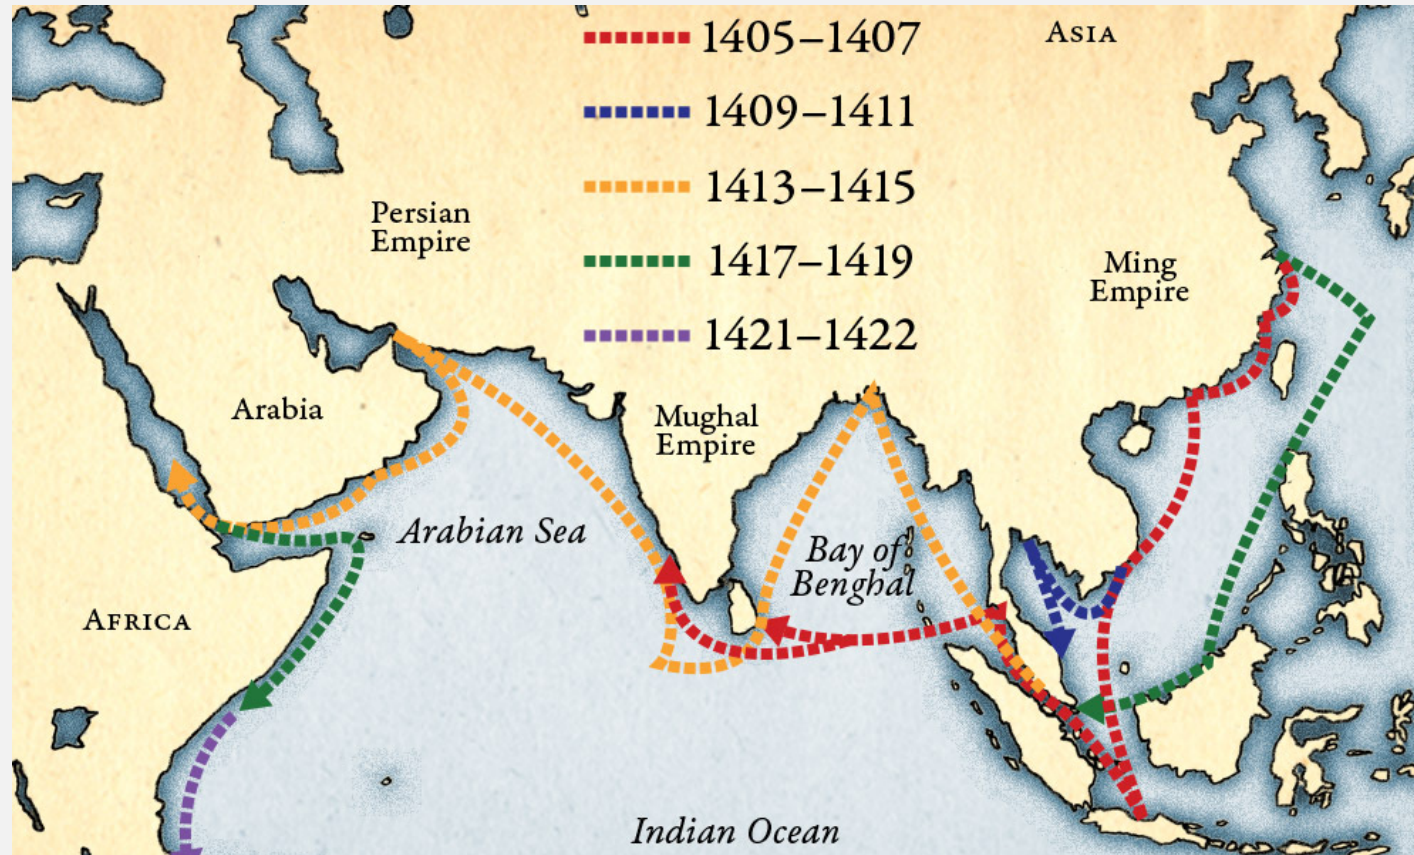 1405–1407
ASIA
1409–1411
1413–1415
Persian
Empire
1417–1419
Ming
Empire
1421–1422
Arabia
Mughal
Empire
Arabian Sea
Bay of
Benghal
AFRICA
Indian Ocean